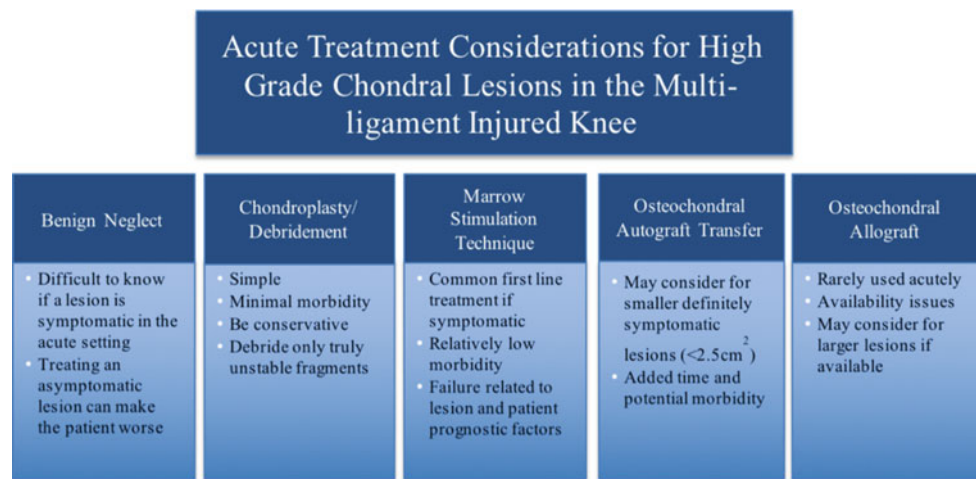 Acute Treatment Considerations for High
Grade Chondral Lesions in the Multi-
ligament Injured Knee
Benign Neglect
• Difficult to know
if a lesion is
symptomatic in the
acute setting
• Treating an
asymptomatic
lesion can make
the patient worse
Chondroplasty/
Debridement
• Simple
• Minimal morbidity
• Be conservative
• Debride only truly
unstable fragments
Marrow
Stimulation
Technique
• Common first line
treatment if
symptomatic
• Relatively low
morbidity
• Failure related to
lesion and patient
prognostic factors
Osteochondral
Autograft Transfer
• May consider for
smaller definitely
symptomatic
lesions (<2.5cm²)
• Added time and
potential morbidity
Osteochondral
Allograft
• Rarely used acutely
• Availability issues
• May consider for
larger lesions if
available